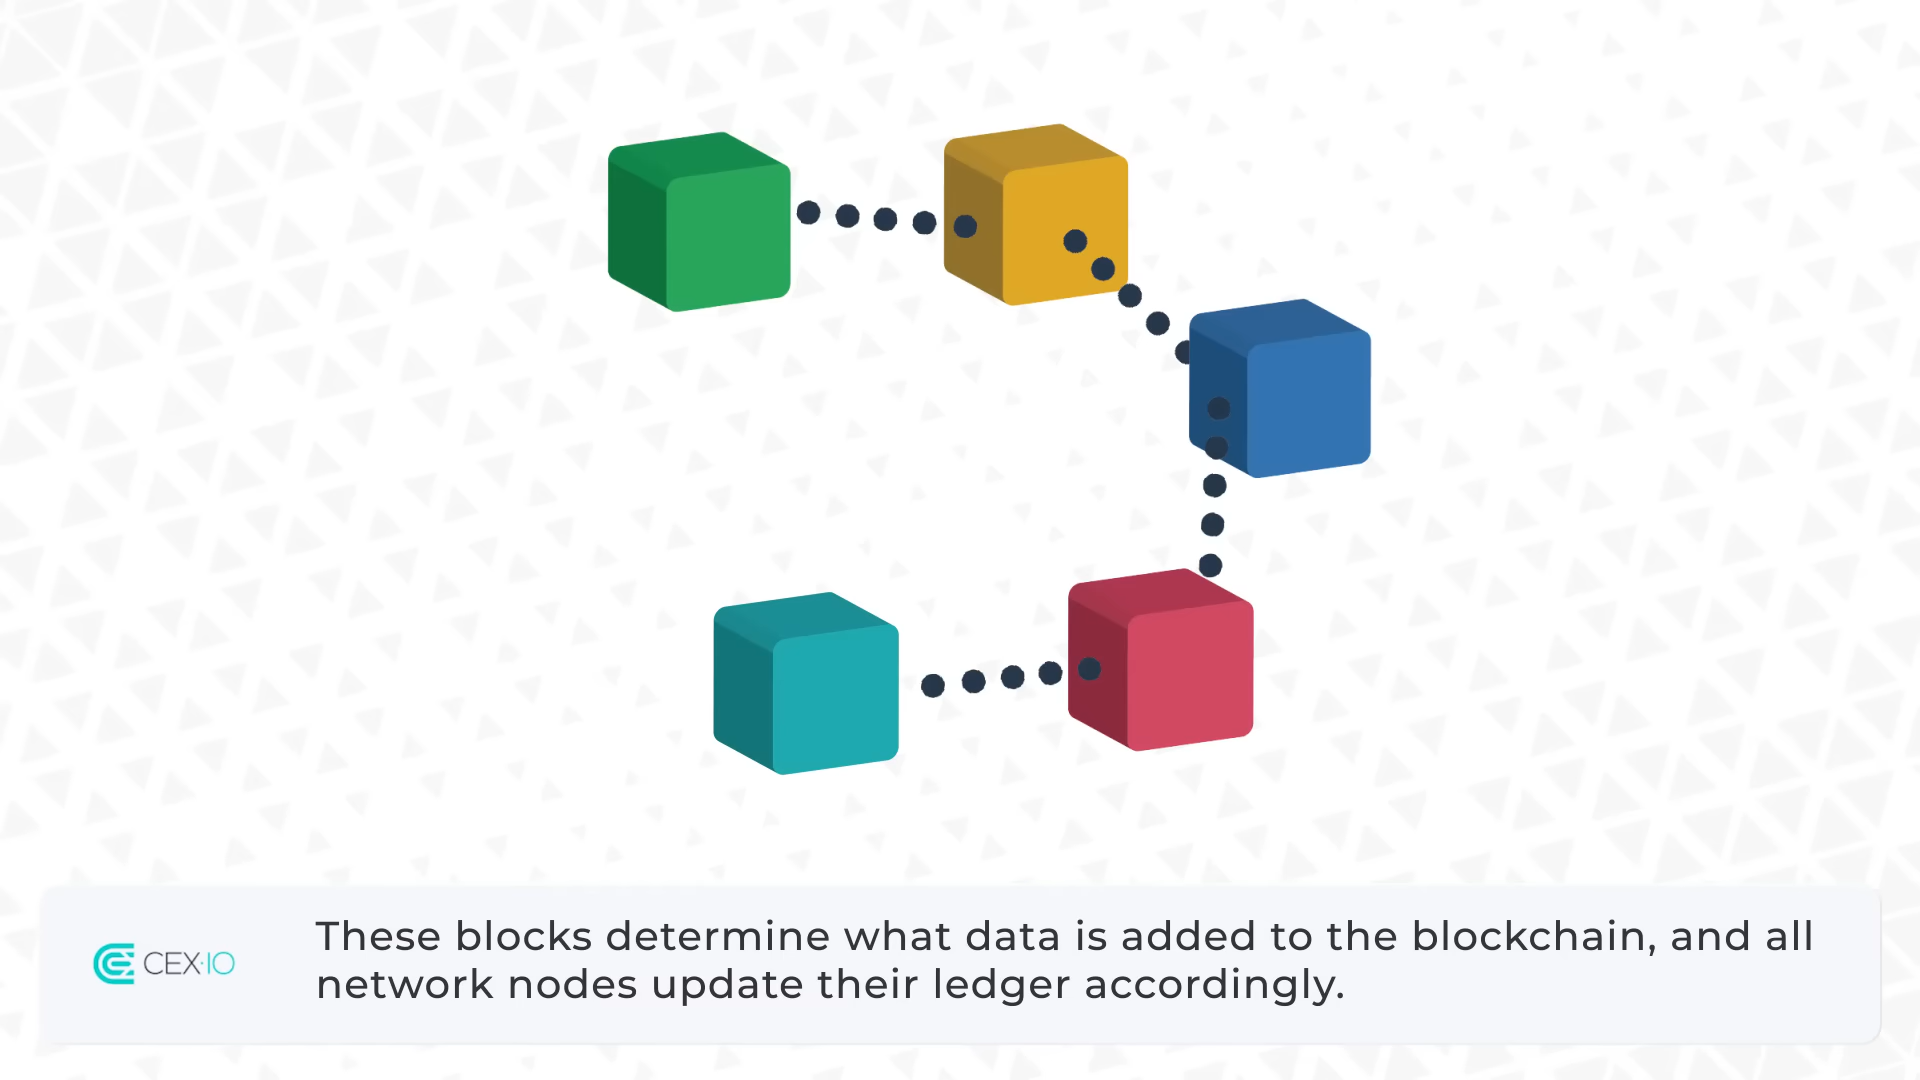 CEX·IO
These blocks determine what data is added to the blockchain, and all
network nodes update their ledger accordingly.